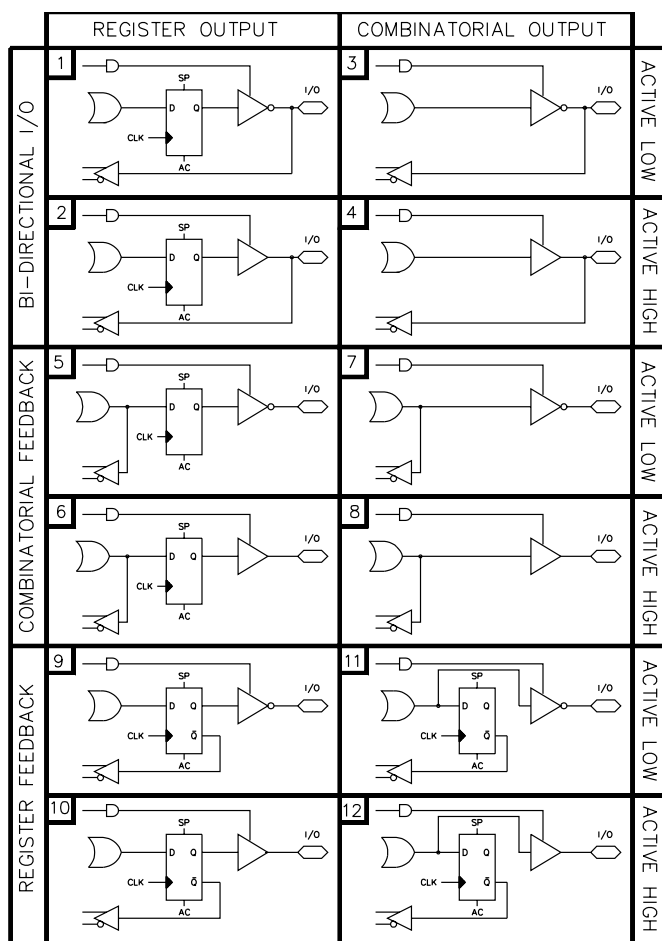 REGISTER OUTPUT
COMBINATORIAL OUTPUT
BI-DIRECTIONAL I/O
1
SP
I/O
D Q
CLK
AC
3
I/O
ACTIVE LOW
2
SP
I/O
D Q
CLK
AC
4
I/O
ACTIVE HIGH
COMBINATORIAL FEEDBACK
5
SP
I/O
D Q
CLK
AC
7
I/O
ACTIVE LOW
6
SP
I/O
D Q
CLK
AC
8
I/O
ACTIVE HIGH
REGISTER FEEDBACK
9
SP
I/O
D Q
CLK Q̅
AC
11
SP
I/O
D Q
CLK Q̅
AC
ACTIVE LOW
10
SP
I/O
D Q
CLK Q̅
AC
12
SP
I/O
D Q
CLK Q̅
AC
ACTIVE HIGH